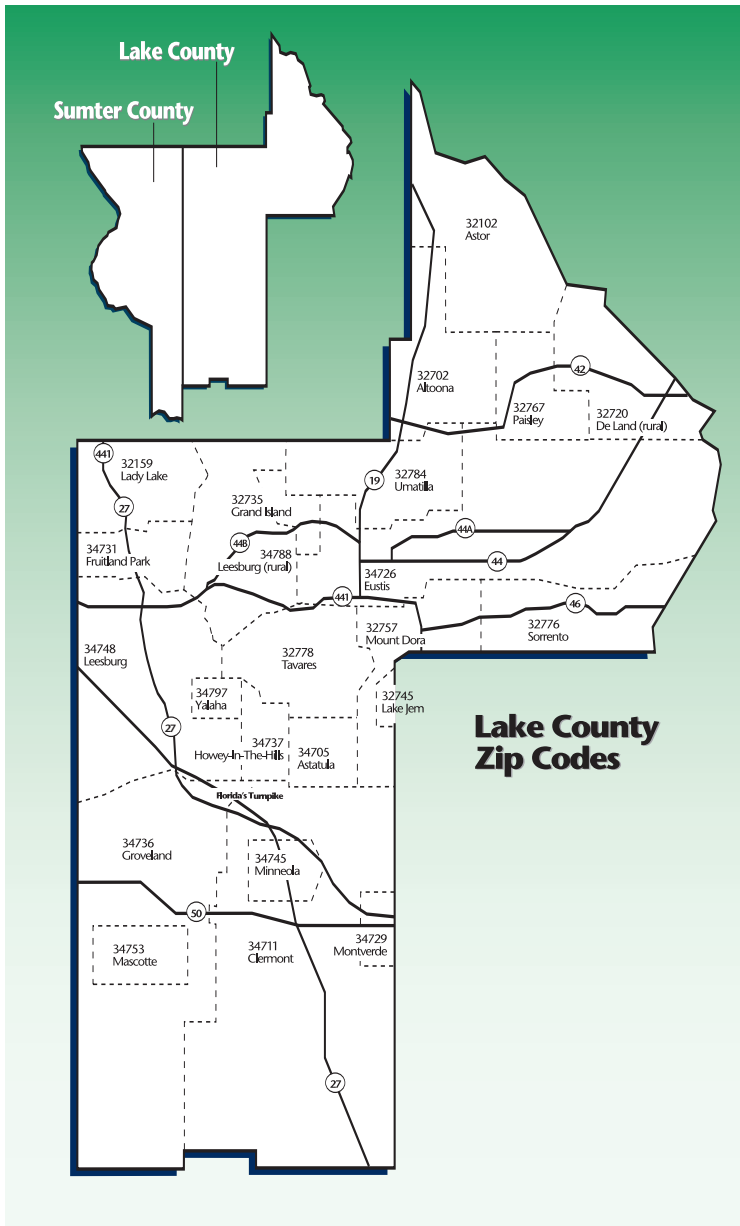 Lake County
Sumter County
32102
Astor
32702
Altoona
42
32767
Paisley
32720
De Land (rural)
441
32159
Lady Lake
19
32784
Umatilla
32735
Grand Island
27
44A
44B
34731
Fruitland Park
34788
Leesburg (rural)
44
34726
Eustis
441
46
32757
Mount Dora
32776
Sorrento
34748
Leesburg
32778
Tavares
34797
Yalaha
32745
Lake Jem
27
34737
Howey-In-The-Hills
34705
Astatula
Lake County
Zip Codes
Florida's Turnpike
34736
Groveland
34745
Minneola
50
34753
Mascotte
34711
Clermont
34729
Montverde
27